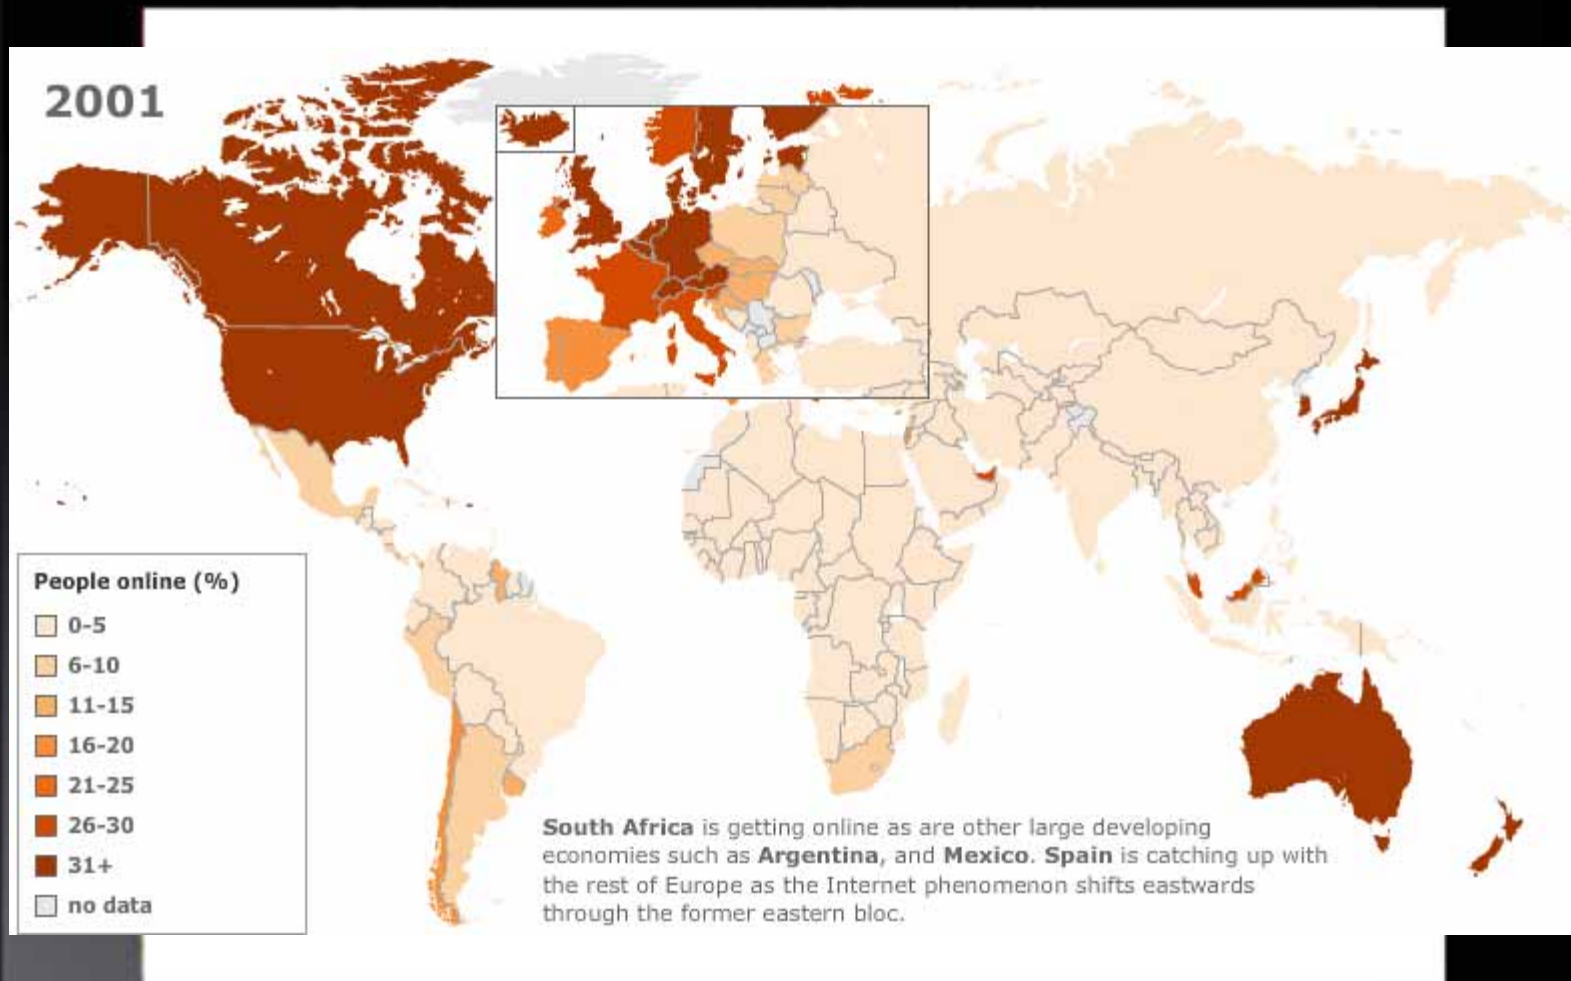 2001
People online (%)
0-5
6-10
11-15
16-20
21-25
26-30
31+
no data
South Africa is getting online as are other large developing
economies such as Argentina, and Mexico. Spain is catching up with
the rest of Europe as the Internet phenomenon shifts eastwards
through the former eastern bloc.